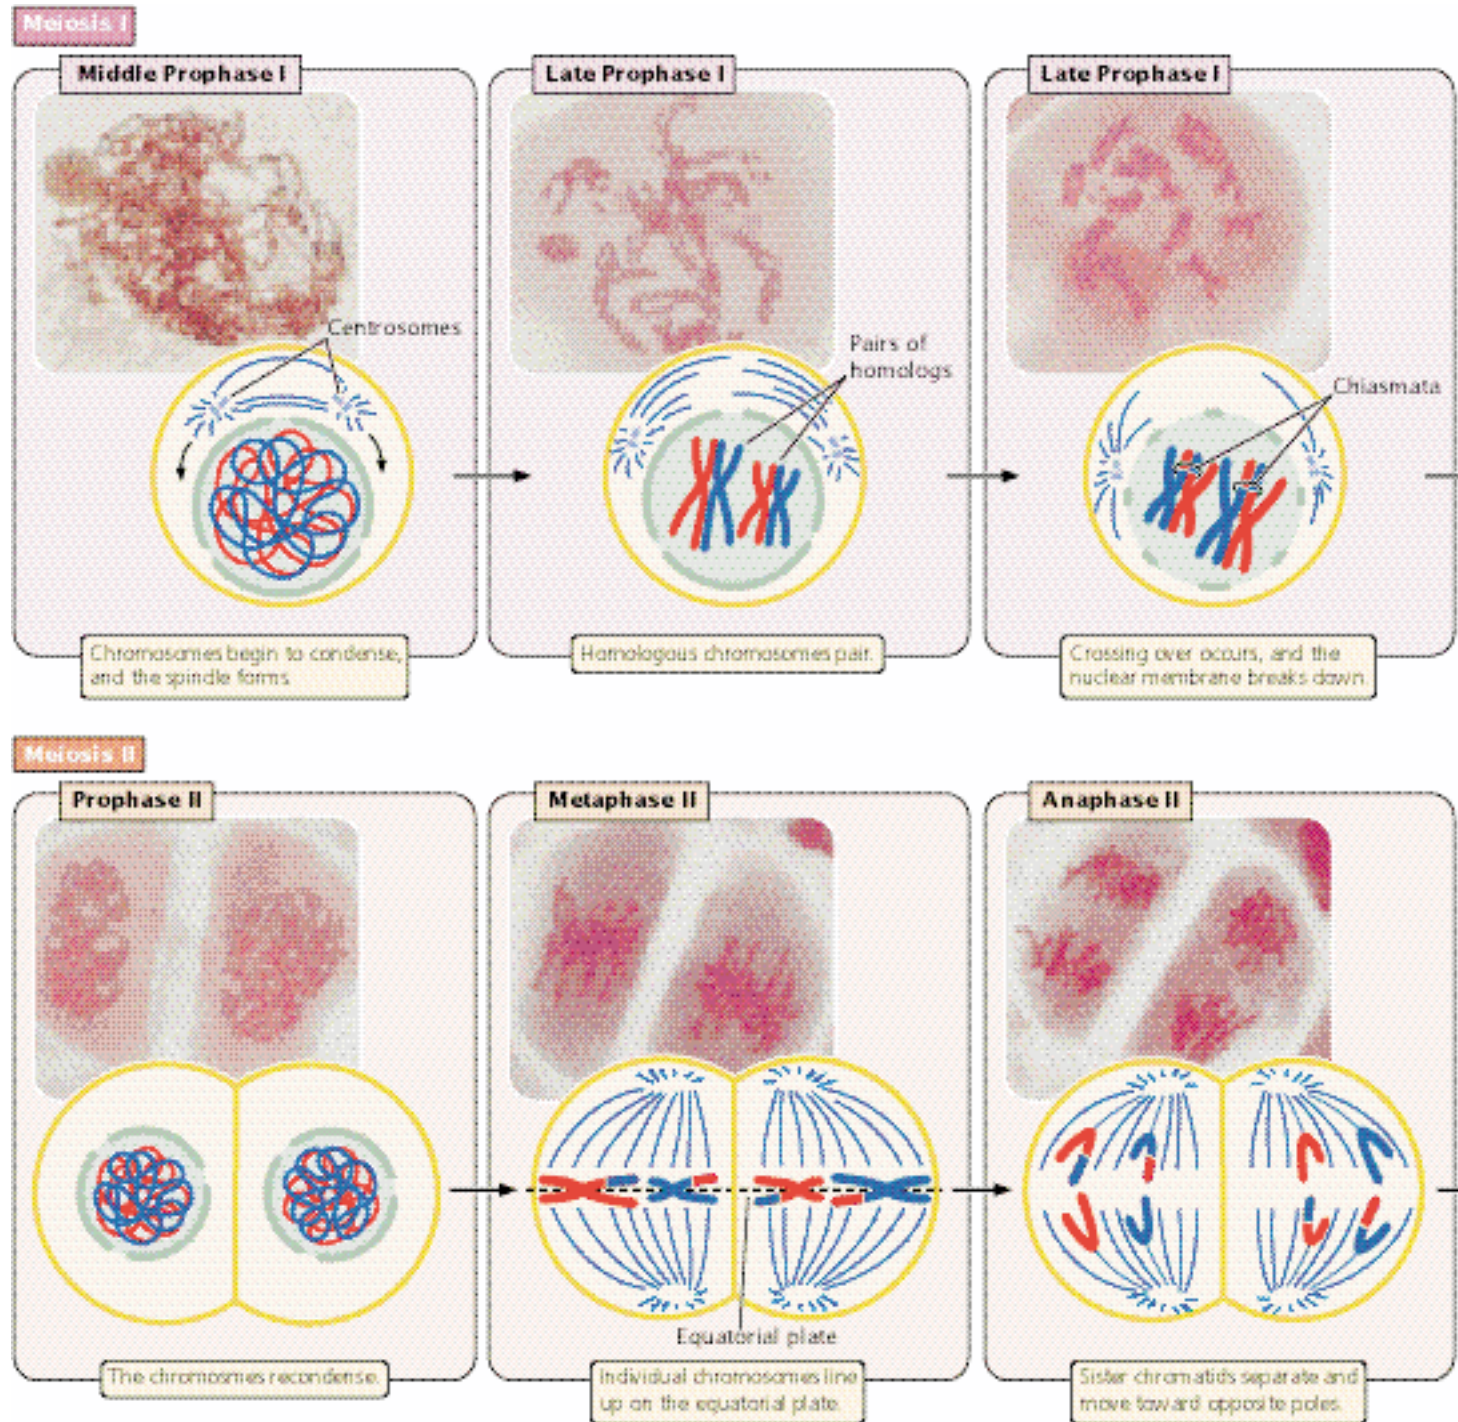 Meiosis I
Middle Prophase I
Late Prophase I
Late Prophase I
Centrosomes
Pairs of
homologs
Chiasmata
Chromosomes begin to condense,
and the spindle forms.
Homologous chromosomes pair.
Crossing over occurs, and the
nuclear membrane breaks down.
Meiosis II
Prophase II
Metaphase II
Anaphase II
Equatorial plate
The chromosmes recondense.
Individual chromosomes line
up on the equatorial plate.
Sister chromatids separate and
move toward opposite poles.